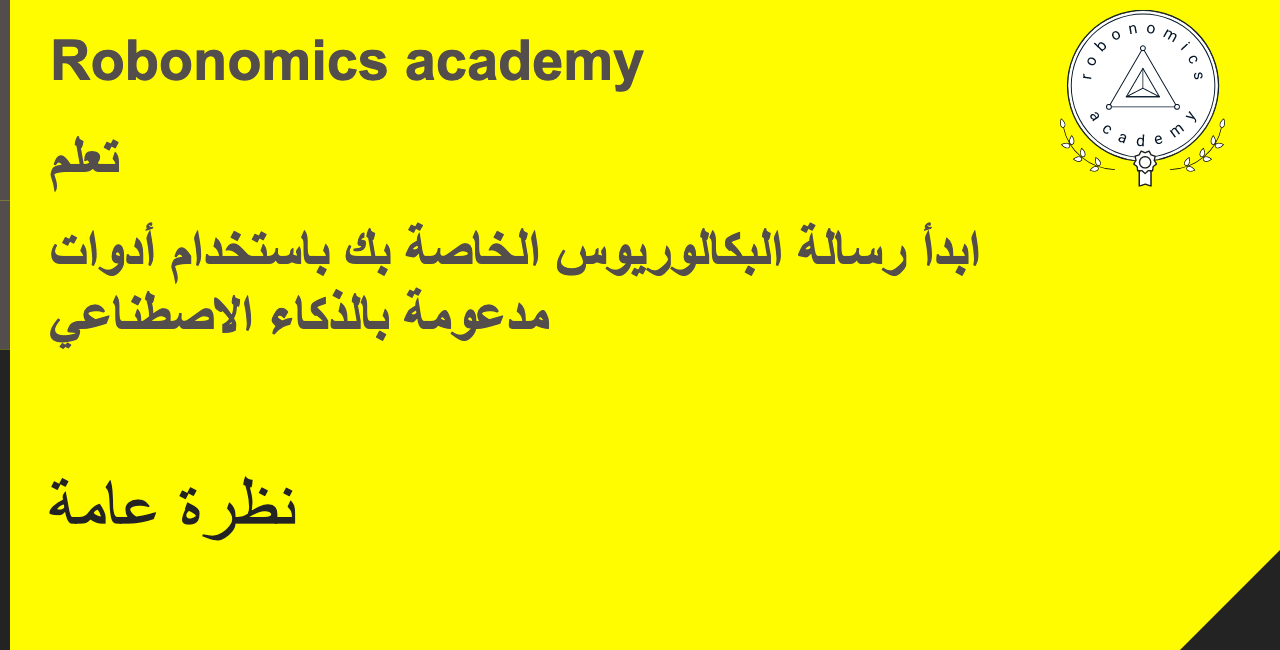 Robonomics academy
robonomics
academy
تعلم
ابدأ رسالة البكالوريوس الخاصة بك باستخدام أدوات
مدعومة بالذكاء الاصطناعي
نظرة عامة